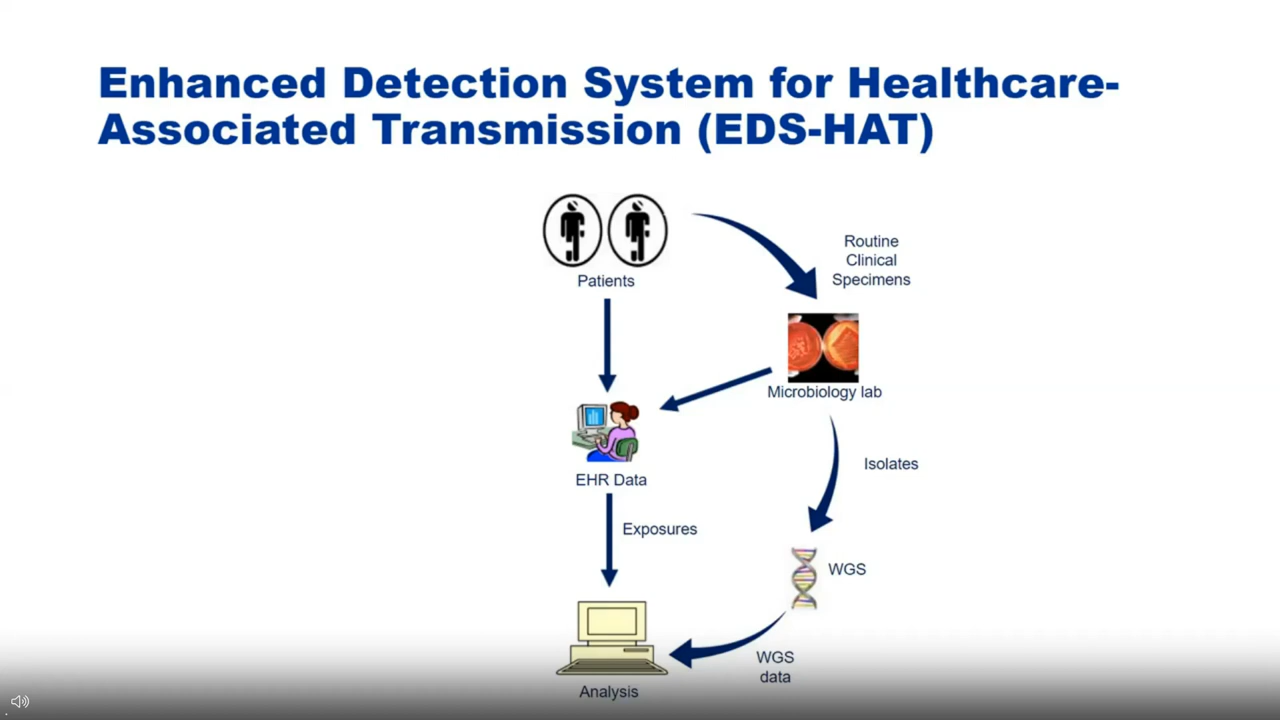 Enhanced Detection System for Healthcare-
Associated Transmission (EDS-HAT)
Patients
Routine
Clinical
Specimens
Microbiology lab
EHR Data
Isolates
Exposures
WGS
WGS
data
Analysis